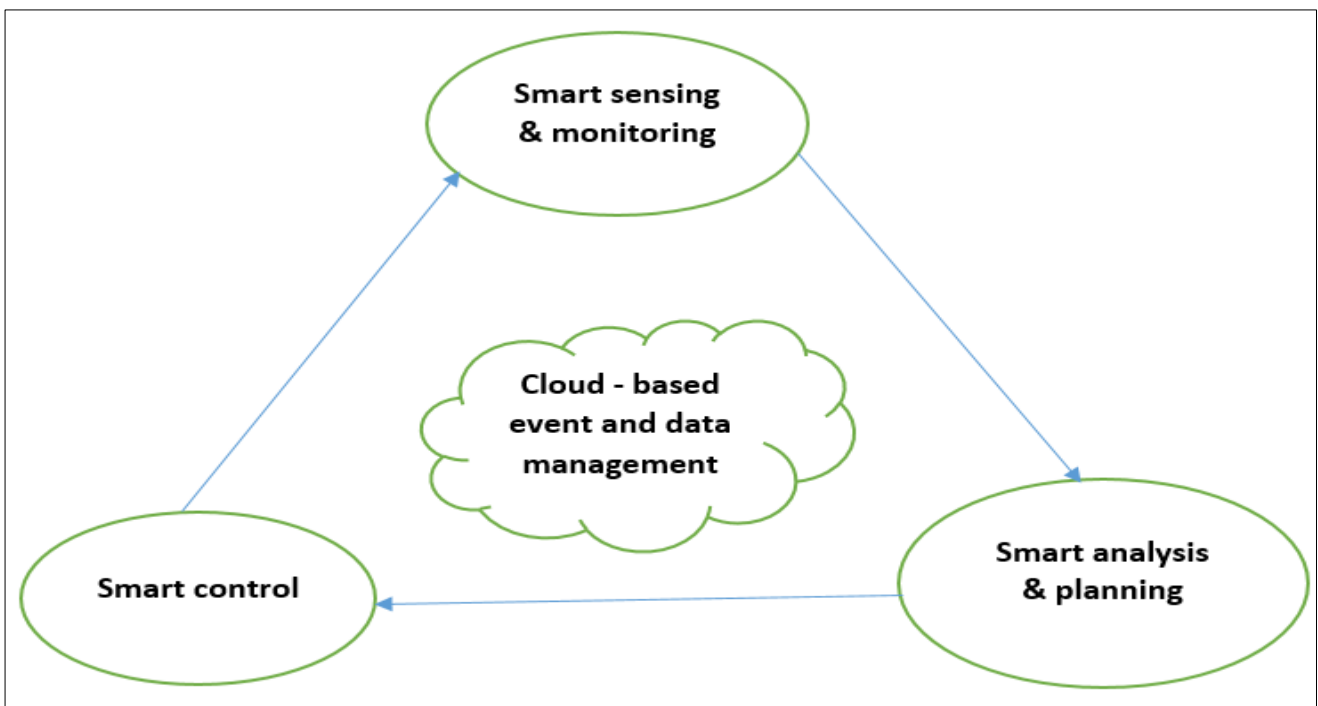 Smart sensing
& monitoring
Cloud - based
event and data
management
Smart analysis
& planning
Smart control